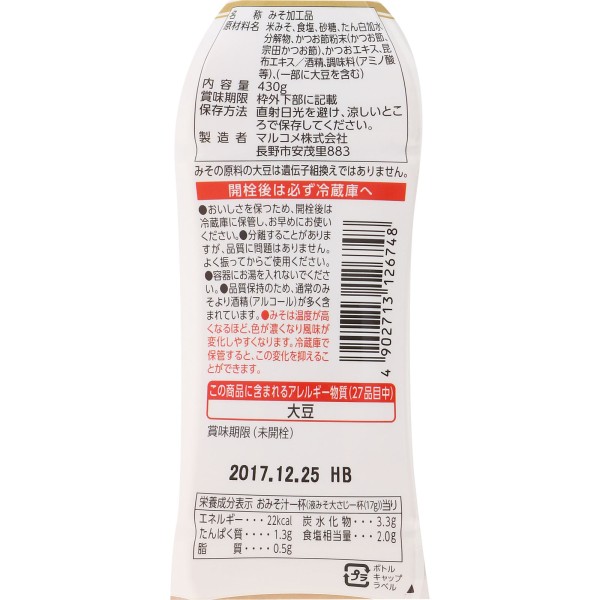 名　称　みそ加工品
原材料名　米みそ、食塩、砂糖、たん白加水
分解物、かつお節粉末（かつお節、
宗田かつお節）、かつおエキス、昆
布エキス／酒精、調味料（アミノ酸
等）、（一部に大豆を含む）
内容量　430g
賞味期限　枠外下部に記載
保存方法　直射日光を避け、涼しいとこ
ろで保存してください。
製造者　マルコメ株式会社
長野市安茂里883
みその原料の大豆は遺伝子組換えではありません。
開栓後は必ず冷蔵庫へ
●おいしさを保つため、開栓後は
冷蔵庫に保管し、お早めにお使い
ください。●分離することがありま
すが、品質に問題はありません。
よく振ってからご使用ください。
●容器にお湯を入れないでくださ
い。●品質保持のため、通常のみ
そより酒精（アルコール）が多く含
まれています。●みそは温度が高
くなるほど、色が濃くなり風味が
変化しやすくなります。冷蔵庫で
保管すると、この変化を抑えるこ
とができます。
4 902713 126748
この商品に含まれるアレルギー物質（27品目中）
大豆
賞味期限（未開栓）
2017.12.25 HB
栄養成分表示　おみそ汁一杯（液みそ大さじ一杯（17g））当り
エネルギー・・・22kcal　炭水化物・・・3.3g
たんぱく質・・・・1.3g　食塩相当量・・・2.0g
脂　質・・・・0.5g
プラ
ボトル
キャップ
ラベル